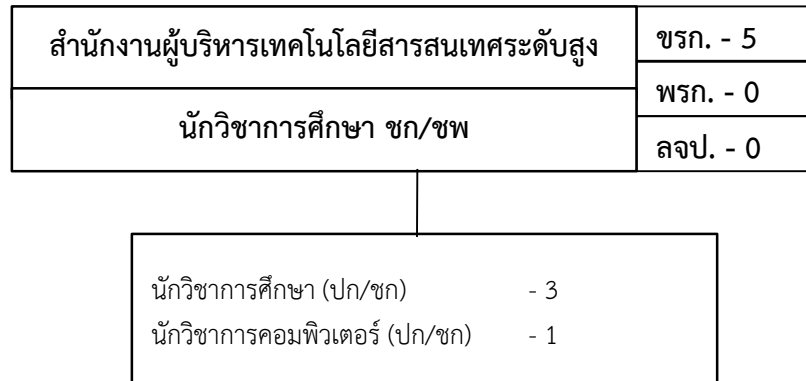 สำนักงานผู้บริหารเทคโนโลยีสารสนเทศระดับสูง
นักวิชาการศึกษา ชก/ชพ
ขรก. - 5
พรก. - 0
ลจป. - 0
นักวิชาการศึกษา (ปก/ชก) - 3
นักวิชาการคอมพิวเตอร์ (ปก/ชก) - 1